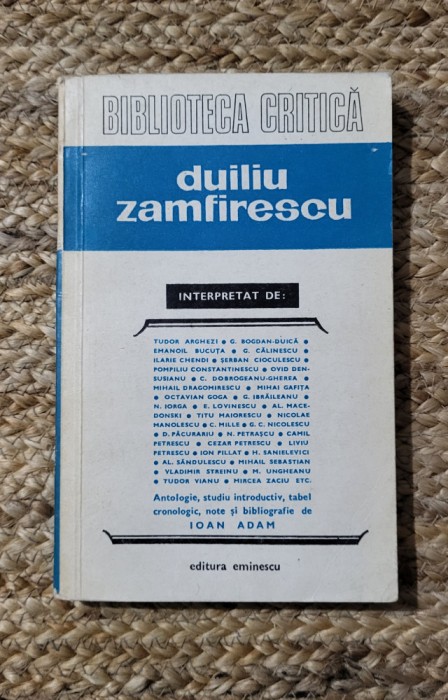 BIBLIOTECA CRITICĂ
duiliu
zamfirescu
INTERPRETAT DE:
TUDOR ARGHEZI • G. BOGDAN-DUICĂ •
EMANOIL BUCUȚA • G. CĂLINESCU •
ILARIE CHENDI • ȘERBAN CIOCULESCU •
POMPILIU CONSTANTINESCU • OVID DEN-
SUSIANU • C. DOBROGEANU-GHEREA •
MIHAIL DRAGOMIRESCU • MIHAI GAFIȚA
• OCTAVIAN GOGA • G. IBRĂILEANU •
N. IORGA • E. LOVINESCU • AL. MACE-
DONSKI • TITU MAIORESCU • NICOLAE
MANOLESCU • C. MILLE • G. C. NICOLESCU
• D. PĂCURARIU • N. PETRAȘCU • CAMIL
PETRESCU • CEZAR PETRESCU • LIVIU
PETRESCU • ION PILLAT • H. SANIELEVICI
• AL. SĂNDULESCU • MIHAIL SEBASTIAN
• VLADIMIR STREINU • M. UNGHEANU
• TUDOR VIANU • MIRCEA ZACIU ETC.
Antologie, studiu introductiv, tabel
cronologic, note și bibliografie de
IOAN ADAM
editura eminescu